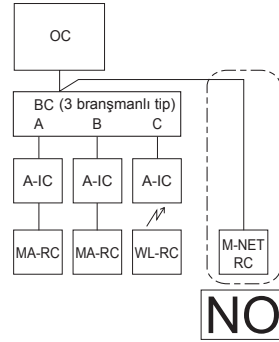 OC
BC (3 branşmanlı tip)
A B C
A-IC A-IC A-IC
MA-RC MA-RC WL-RC
M-NET
RC
NO